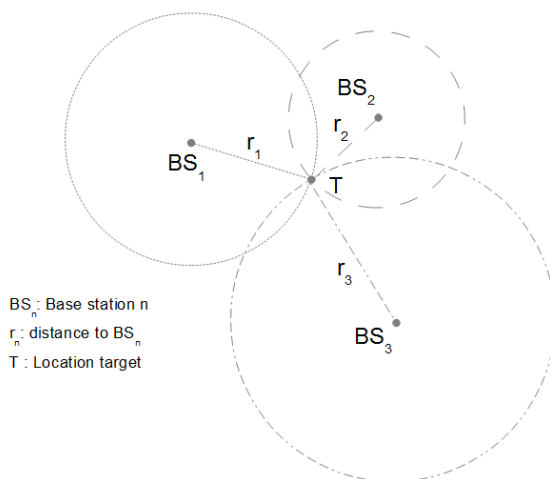 BS₂
r₁
r₂
BS₁
T
r₃
BSₙ: Base station n
rₙ: distance to BSₙ
T : Location target
BS₃